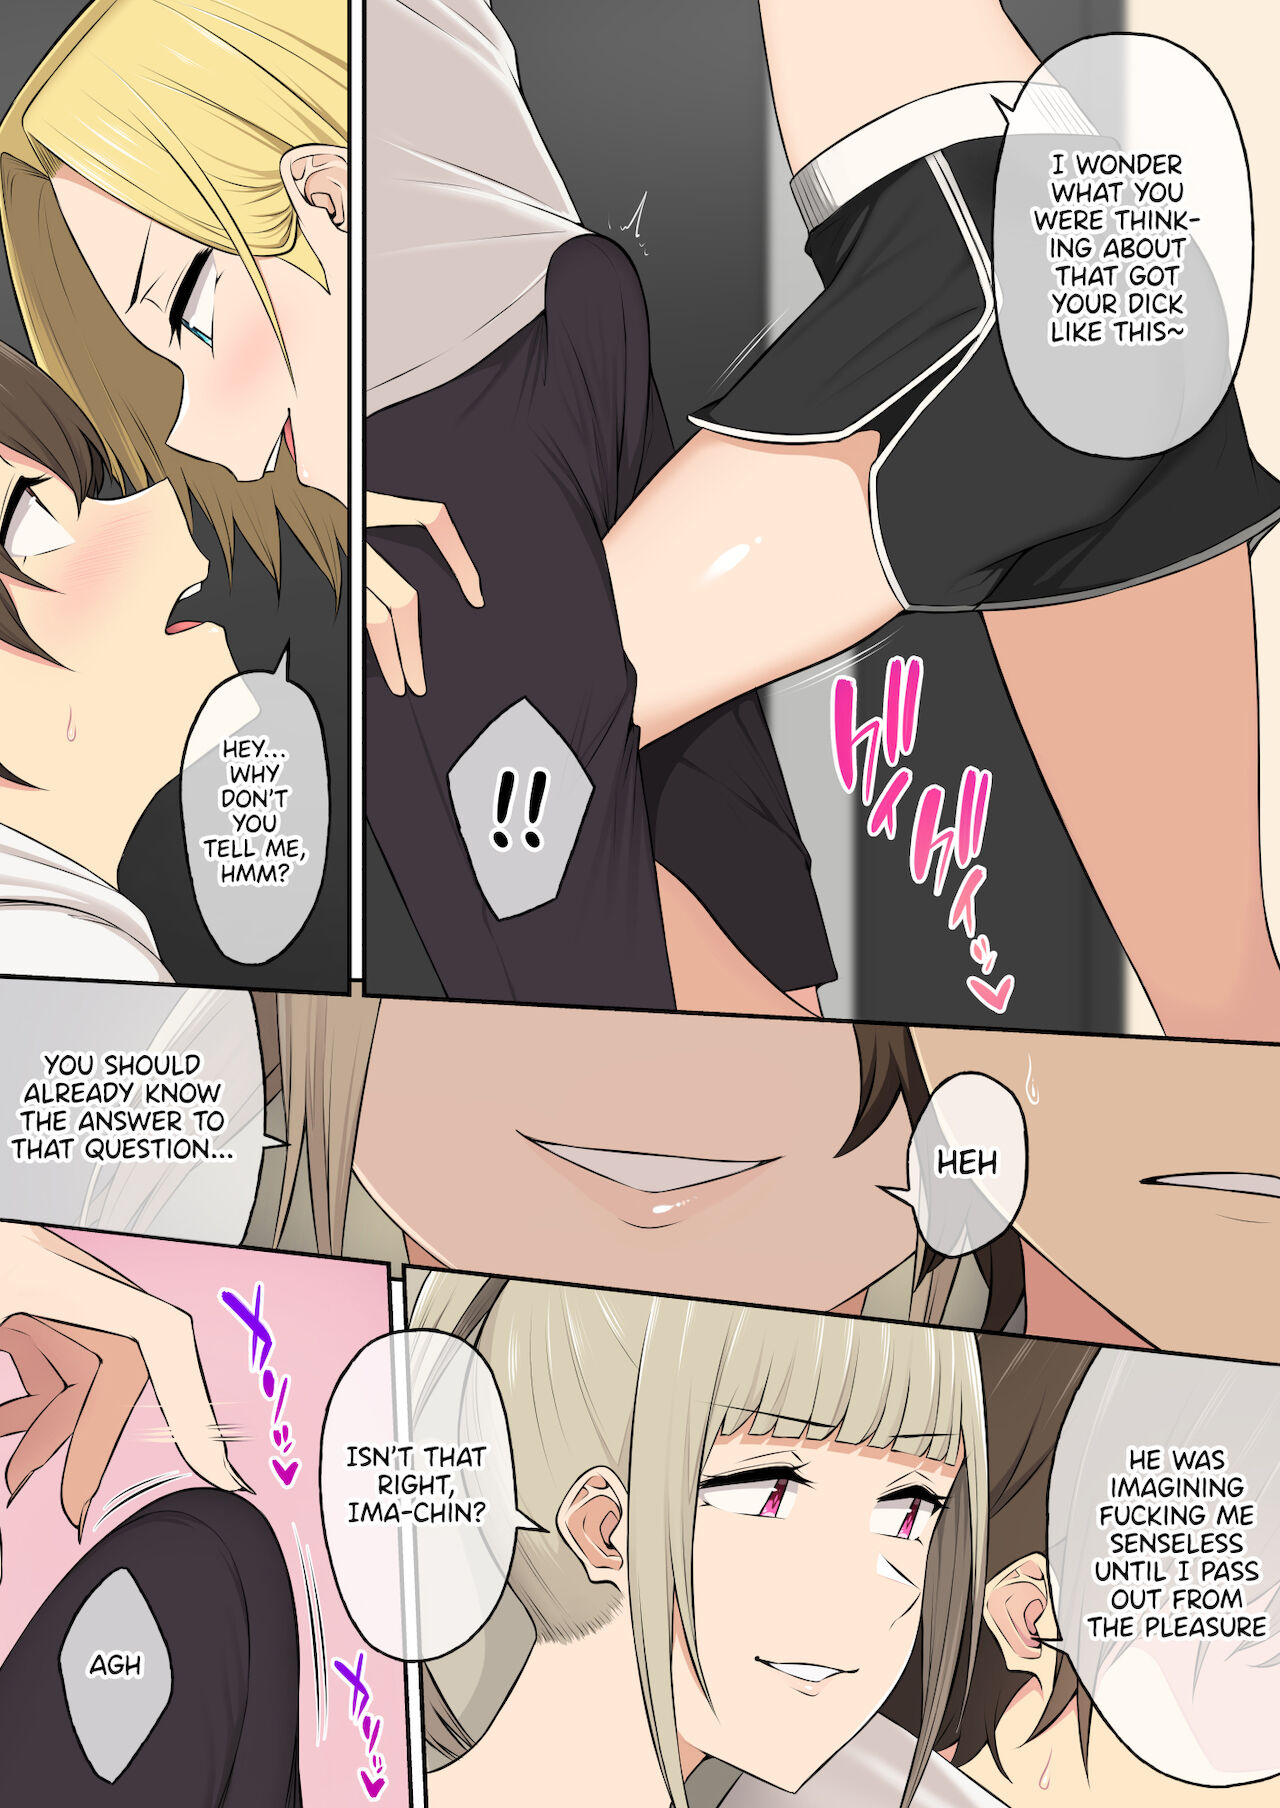 I WONDER
WHAT YOU
WERE THINK-
ING ABOUT
THAT GOT
YOUR DICK
LIKE THIS~
HEY...
WHY
DON'T
YOU
TELL ME,
HMM?
!!
YOU SHOULD
ALREADY KNOW
THE ANSWER TO
THAT QUESTION...
HEH
HE WAS
IMAGINING
FUCKING ME
SENSELESS
UNTIL I PASS
OUT FROM
THE PLEASURE
ISN'T THAT
RIGHT,
IMA-CHIN?
AGH